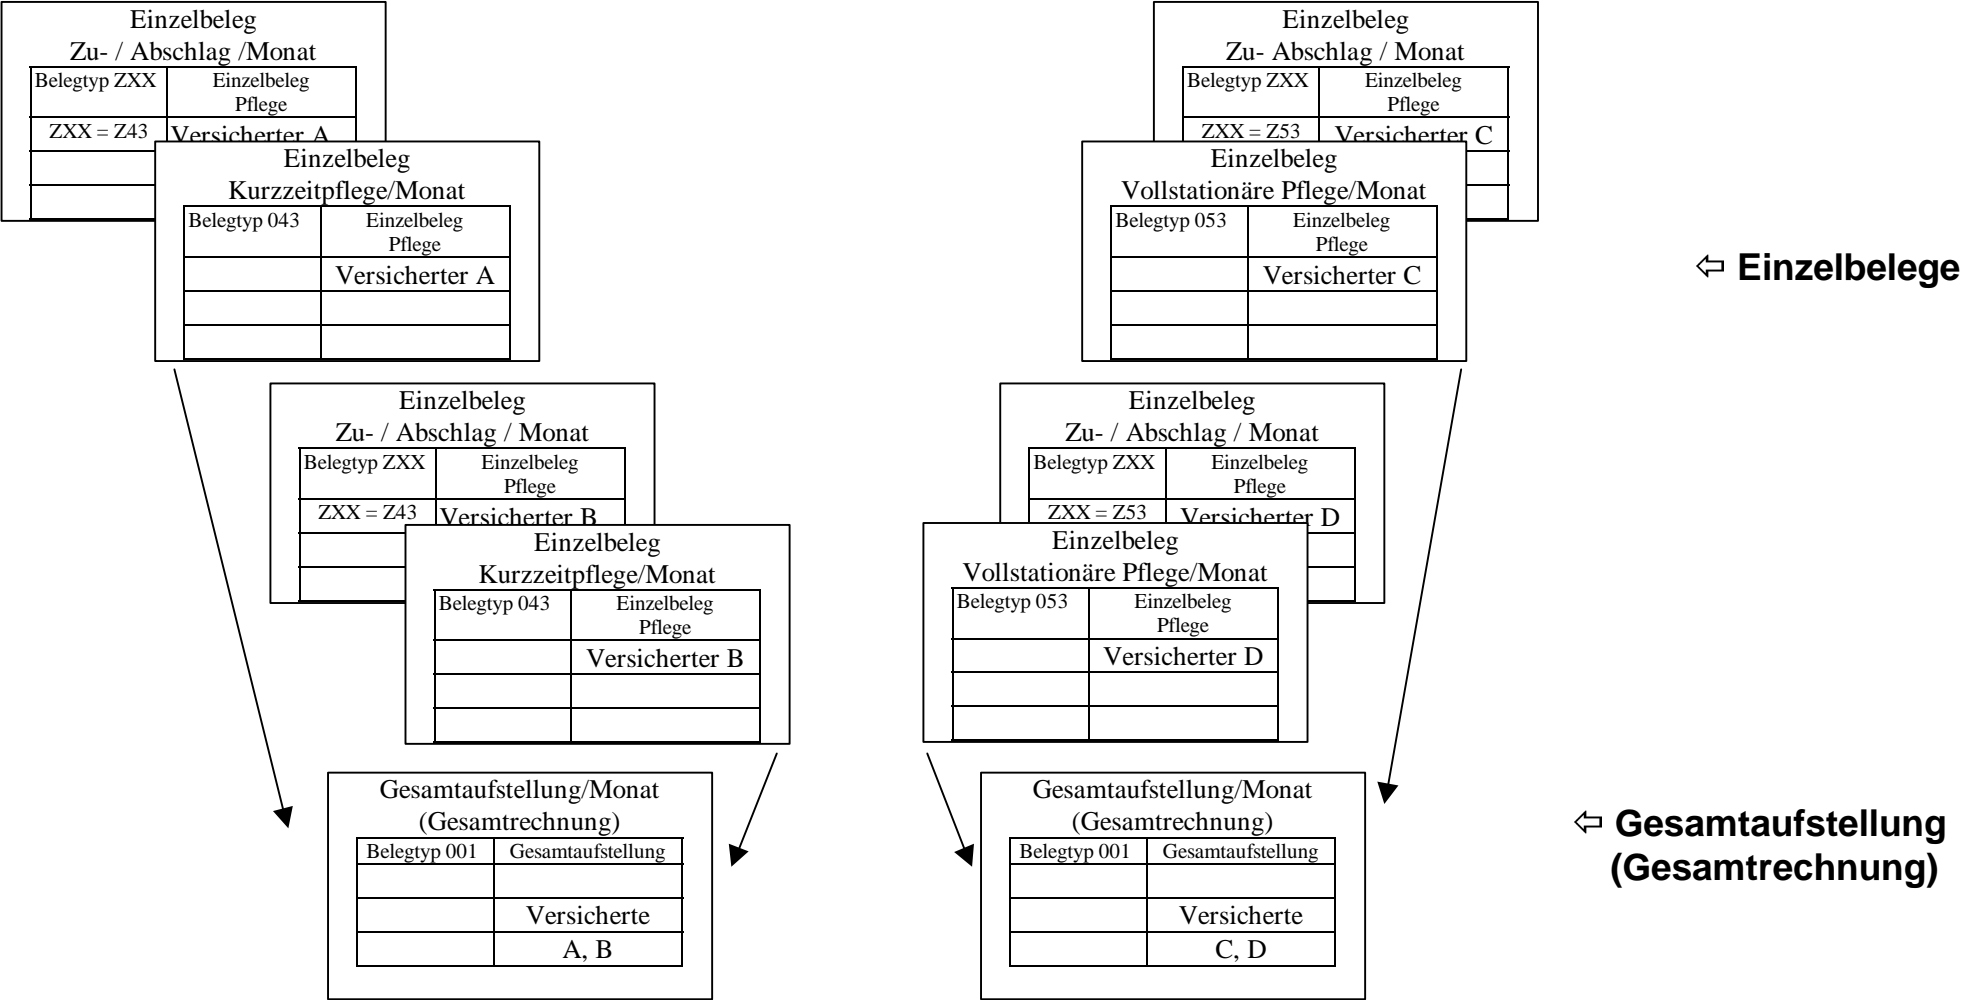 Einzelbeleg
Zu- / Abschlag /Monat
Belegtyp ZXX Einzelbeleg
Pflege
ZXX = Z43 Versicherter A
Einzelbeleg
Kurzzeitpflege/Monat
Belegtyp 043 Einzelbeleg
Pflege
Versicherter A
Einzelbeleg
Zu- Abschlag / Monat
Belegtyp ZXX Einzelbeleg
Pflege
ZXX = Z53 Versicherter C
Einzelbeleg
Vollstationäre Pflege/Monat
Belegtyp 053 Einzelbeleg
Pflege
Versicherter C
⇦ Einzelbelege
Einzelbeleg
Zu- / Abschlag / Monat
Belegtyp ZXX Einzelbeleg
Pflege
ZXX = Z43 Versicherter B
Einzelbeleg
Kurzzeitpflege/Monat
Belegtyp 043 Einzelbeleg
Pflege
Versicherter B
Einzelbeleg
Zu- / Abschlag / Monat
Belegtyp ZXX Einzelbeleg
Pflege
ZXX = Z53 Versicherter D
Einzelbeleg
Vollstationäre Pflege/Monat
Belegtyp 053 Einzelbeleg
Pflege
Versicherter D
Gesamtaufstellung/Monat
(Gesamtrechnung)
Belegtyp 001 Gesamtaufstellung
Versicherte
A, B
Gesamtaufstellung/Monat
(Gesamtrechnung)
Belegtyp 001 Gesamtaufstellung
Versicherte
C, D
⇦ Gesamtaufstellung
(Gesamtrechnung)